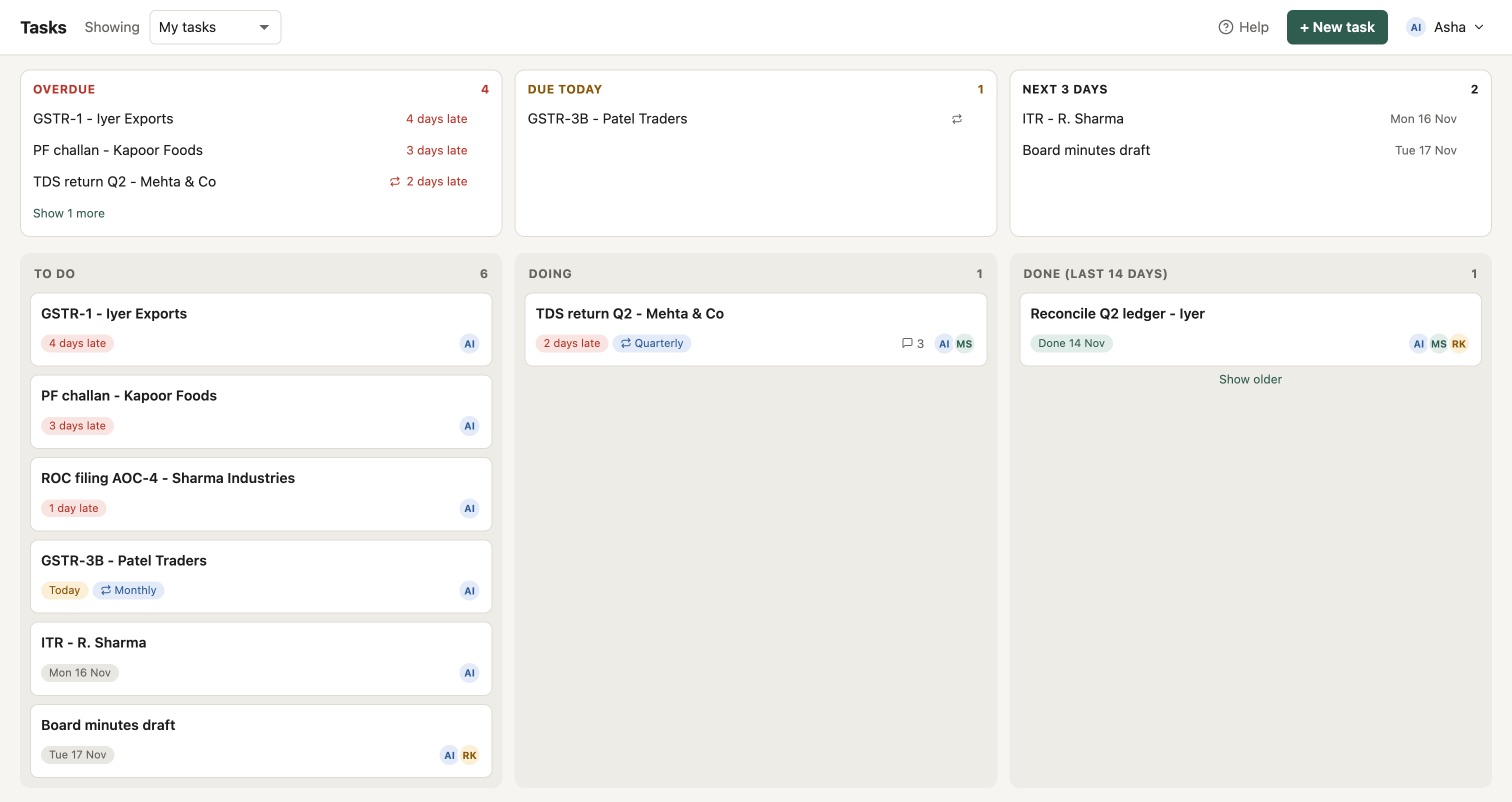 Tasks Showing My tasks Help + New task AI Asha
OVERDUE 4
GSTR-1 - Iyer Exports 4 days late
PF challan - Kapoor Foods 3 days late
TDS return Q2 - Mehta & Co 2 days late
Show 1 more
DUE TODAY 1
GSTR-3B - Patel Traders
NEXT 3 DAYS 2
ITR - R. Sharma Mon 16 Nov
Board minutes draft Tue 17 Nov
TO DO 6
GSTR-1 - Iyer Exports
4 days late AI
PF challan - Kapoor Foods
3 days late AI
ROC filing AOC-4 - Sharma Industries
1 day late AI
GSTR-3B - Patel Traders
Today Monthly AI
ITR - R. Sharma
Mon 16 Nov AI
Board minutes draft
Tue 17 Nov AI RK
DOING 1
TDS return Q2 - Mehta & Co
2 days late Quarterly 3 AI MS
DONE (LAST 14 DAYS) 1
Reconcile Q2 ledger - Iyer
Done 14 Nov AI MS RK
Show older